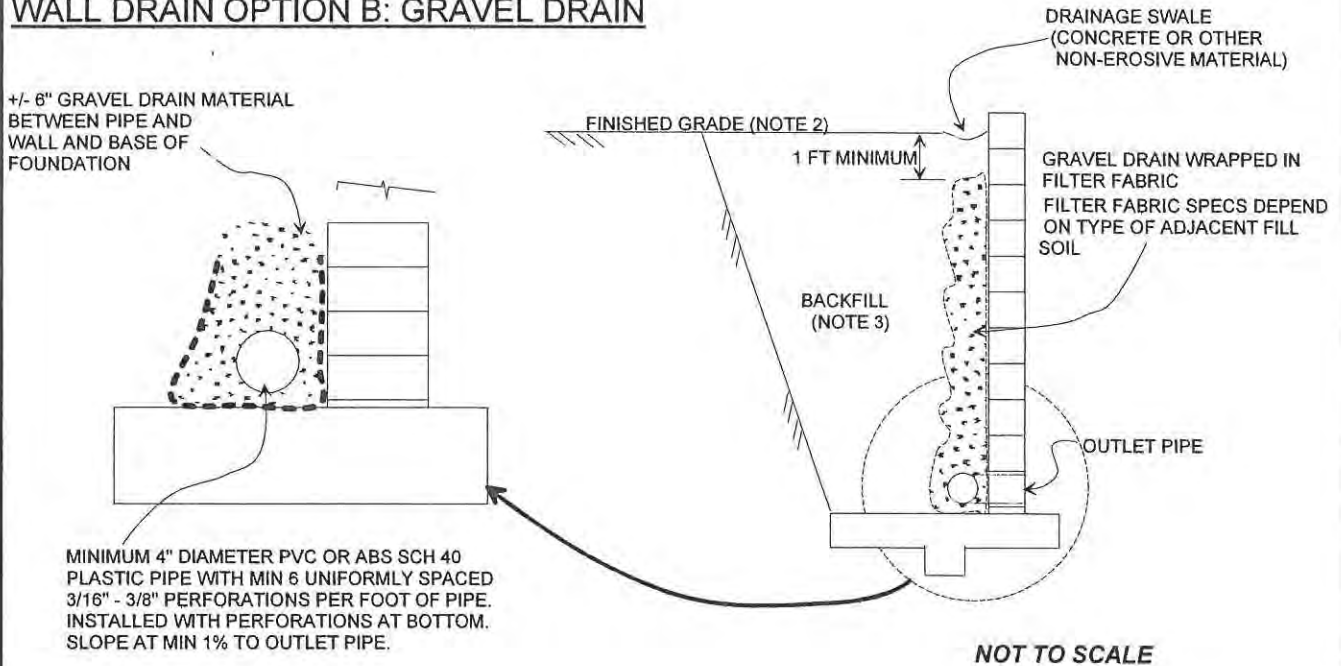 WALL DRAIN OPTION B: GRAVEL DRAIN
DRAINAGE SWALE
(CONCRETE OR OTHER
NON-EROSIVE MATERIAL)
+/- 6" GRAVEL DRAIN MATERIAL
BETWEEN PIPE AND
WALL AND BASE OF
FOUNDATION
FINISHED GRADE (NOTE 2)
1 FT MINIMUM
GRAVEL DRAIN WRAPPED IN
FILTER FABRIC
FILTER FABRIC SPECS DEPEND
ON TYPE OF ADJACENT FILL
SOIL
BACKFILL
(NOTE 3)
OUTLET PIPE
MINIMUM 4" DIAMETER PVC OR ABS SCH 40
PLASTIC PIPE WITH MIN 6 UNIFORMLY SPACED
3/16" - 3/8" PERFORATIONS PER FOOT OF PIPE.
INSTALLED WITH PERFORATIONS AT BOTTOM.
SLOPE AT MIN 1% TO OUTLET PIPE.
NOT TO SCALE